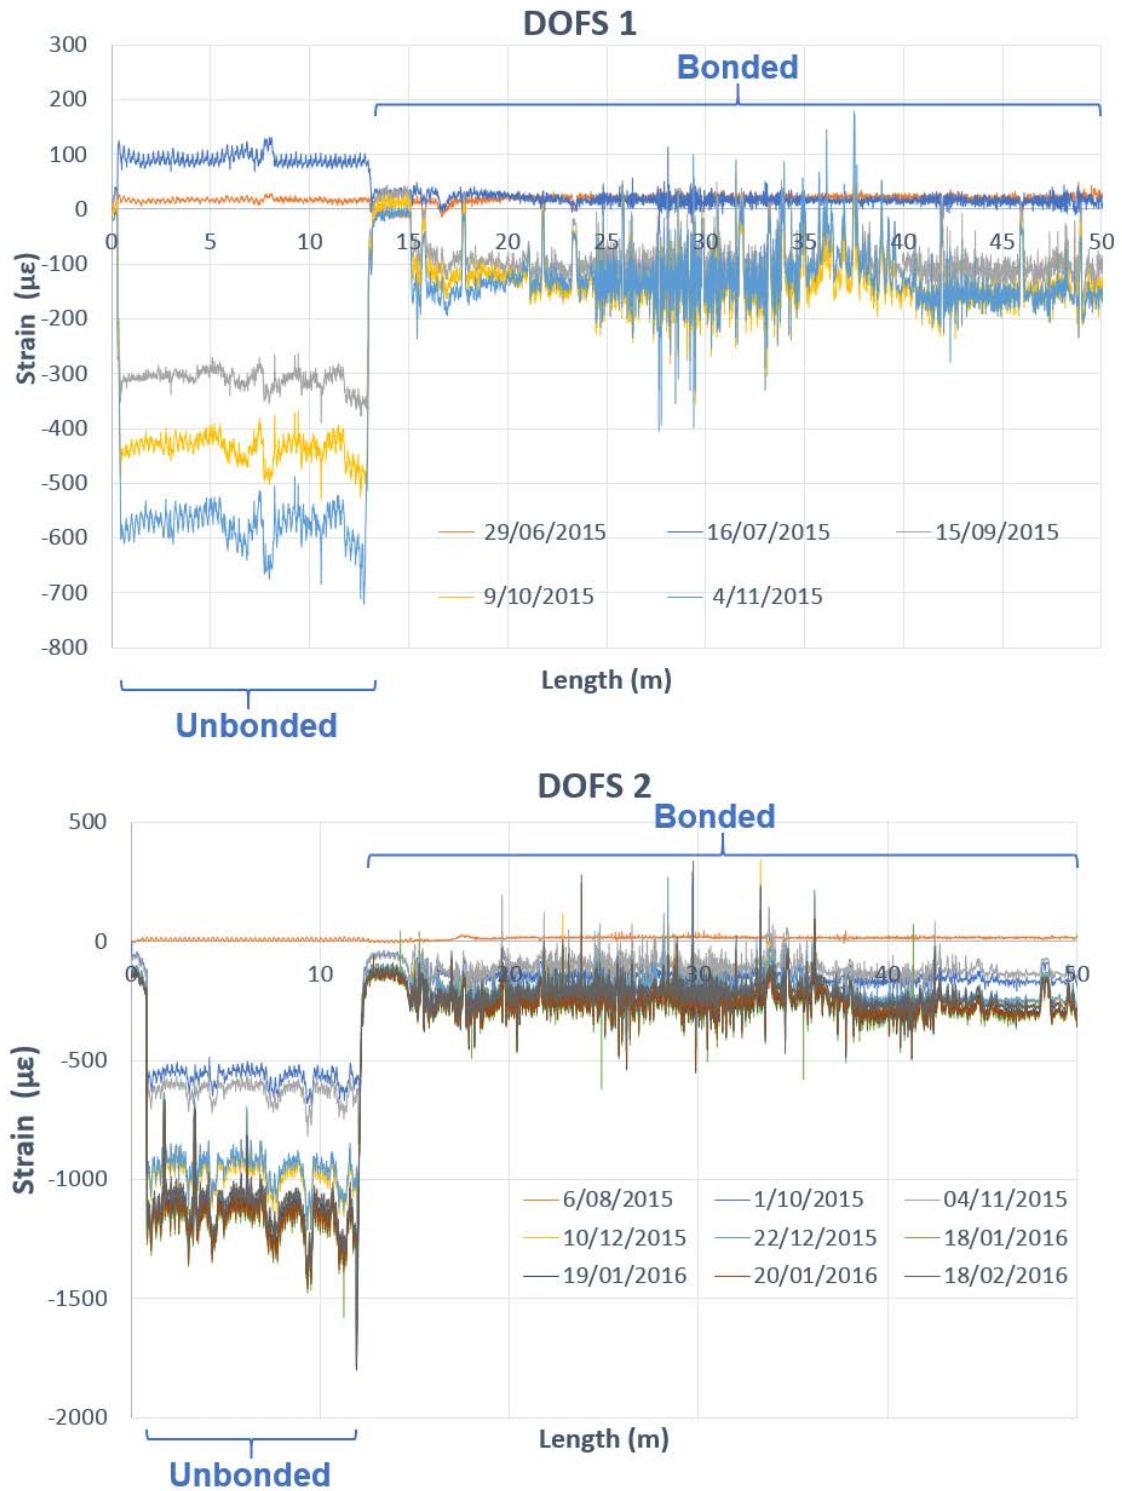 DOFS 1
300
Bonded
200
100
0
0 5 10 15 20 25 30 35 40 45 50
-100
-200
-300
-400
-500
29/06/2015 16/07/2015 15/09/2015
-600
9/10/2015 4/11/2015
-700
-800
Strain (με)
Length (m)
Unbonded
DOFS 2
Bonded
500
0
0 10 20 30 40 50
-500
-1000
6/08/2015 1/10/2015 04/11/2015
10/12/2015 22/12/2015 18/01/2016
19/01/2016 20/01/2016 18/02/2016
-1500
-2000
Strain (με)
Length (m)
Unbonded